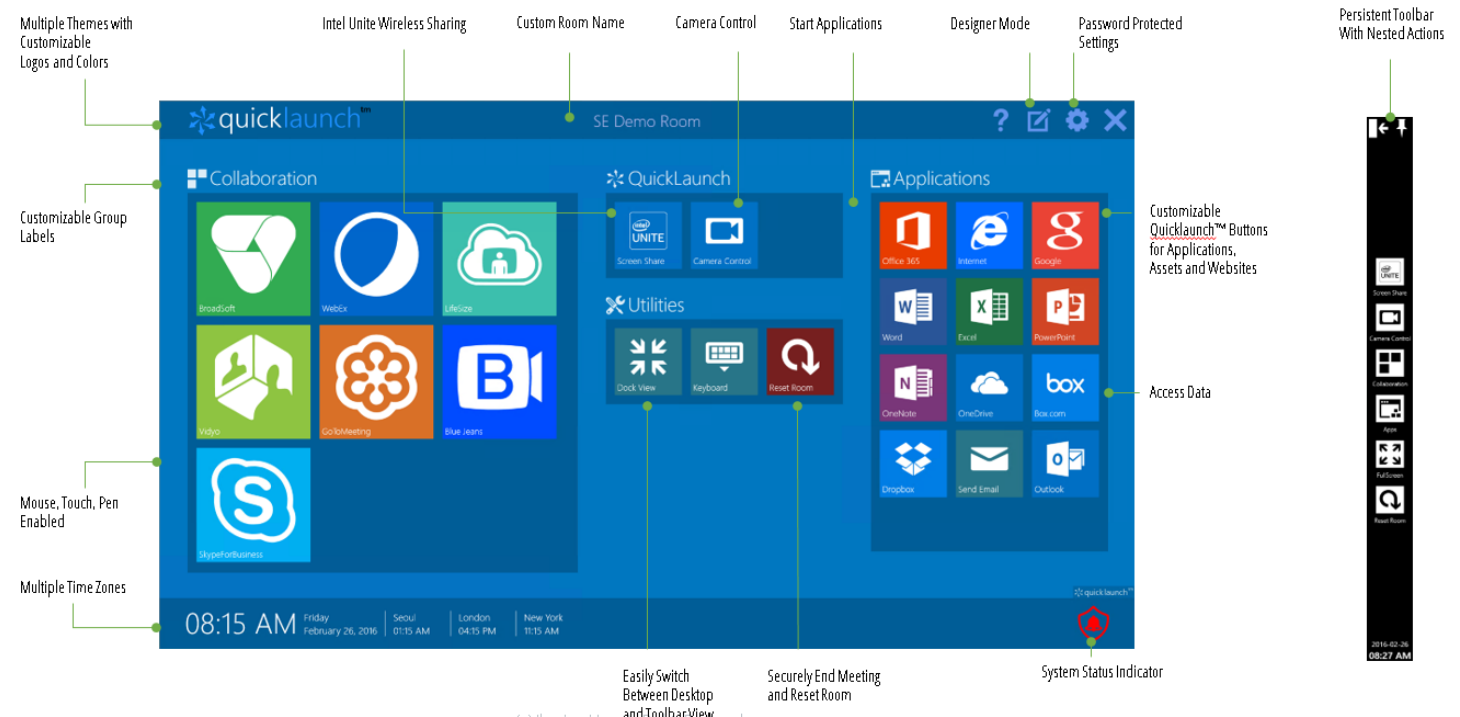 Multiple Themes with
Customizable
Logos and Colors
Intel Unite Wireless Sharing
Custom Room Name
Camera Control
Start Applications
Designer Mode
Password Protected
Settings
Persistent Toolbar
With Nested Actions
quicklaunch™
SE Demo Room
?
Collaboration
QuickLaunch
Applications
Customizable Group
Labels
BroadSoft
WebEx
LifeSize
intel
UNITE
Screen Share
Camera Control
Office 365
Internet
Google
Customizable
Quicklaunch™ Buttons
for Applications,
Assets and Websites
Utilities
Dock View
Keyboard
Reset Room
Word
Excel
PowerPoint
Vidyo
GoToMeeting
B
Blue Jeans
N
OneNote
OneDrive
box
Box.com
Access Data
Mouse, Touch, Pen
Enabled
S
SkypeForBusiness
Dropbox
Send Email
Outlook
Multiple Time Zones
08:15 AM
Friday
February 26, 2016
Seoul
01:15 AM
London
04:15 PM
New York
11:15 AM
quicklaunch™
Easily Switch
Between Desktop
and Toolbar View
Securely End Meeting
and Reset Room
System Status Indicator
UNITE
Screen Share
Camera Control
Collaboration
Apps
FullScreen
Reset Room
2016-02-26
08:27 AM